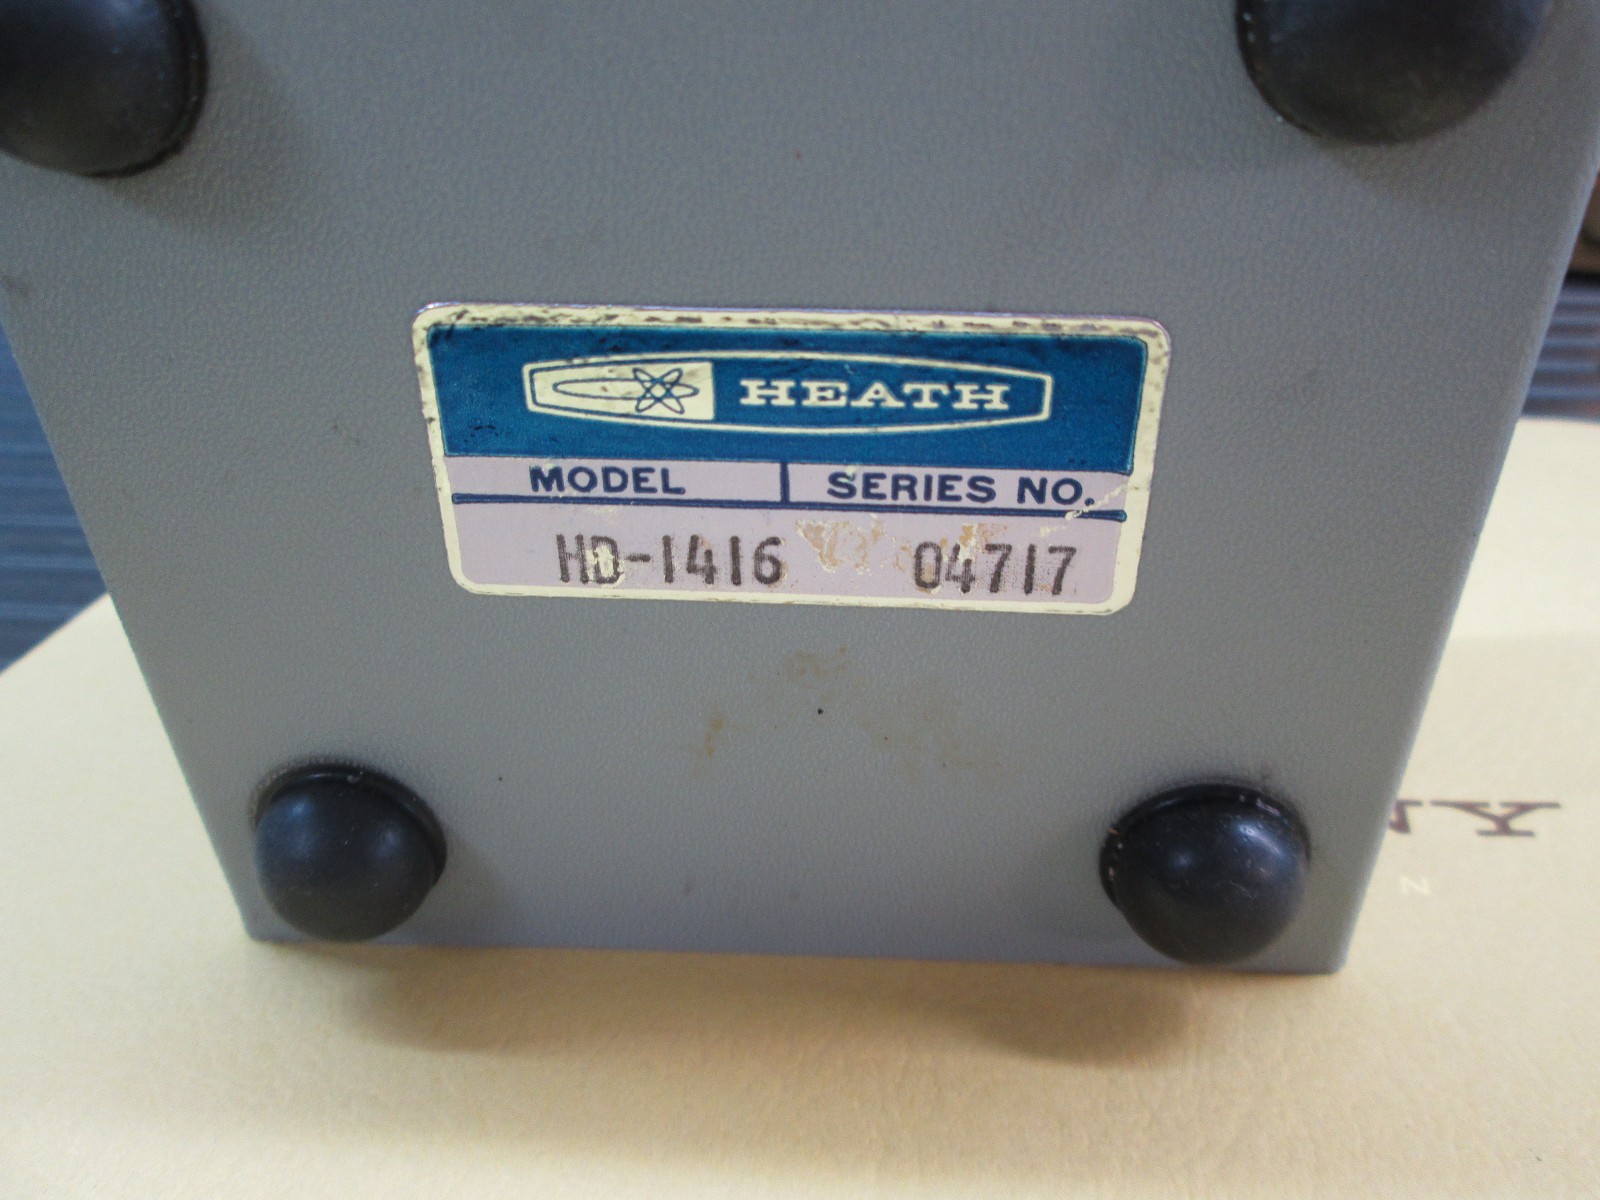 HEATH
MODEL SERIES NO.
HD-1416 04717